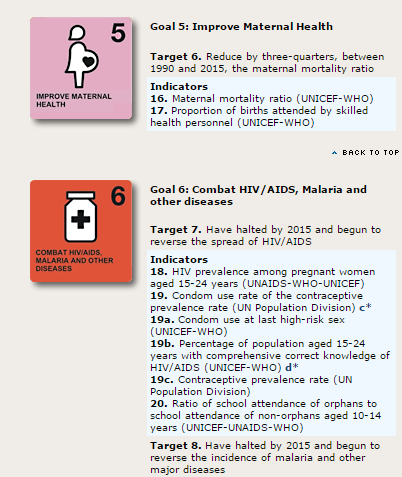 5
IMPROVE MATERNAL
HEALTH
Goal 5: Improve Maternal Health
Target 6. Reduce by three-quarters, between
1990 and 2015, the maternal mortality ratio
Indicators
16. Maternal mortality ratio (UNICEF-WHO)
17. Proportion of births attended by skilled
health personnel (UNICEF-WHO)
BACK TO TOP
6
COMBAT HIV/AIDS,
MALARIA AND OTHER
DISEASES
Goal 6: Combat HIV/AIDS, Malaria and
other diseases
Target 7. Have halted by 2015 and begun to
reverse the spread of HIV/AIDS
Indicators
18. HIV prevalence among pregnant women
aged 15-24 years (UNAIDS-WHO-UNICEF)
19. Condom use rate of the contraceptive
prevalence rate (UN Population Division) c*
19a. Condom use at last high-risk sex
(UNICEF-WHO)
19b. Percentage of population aged 15-24
years with comprehensive correct knowledge of
HIV/AIDS (UNICEF-WHO) d*
19c. Contraceptive prevalence rate (UN
Population Division)
20. Ratio of school attendance of orphans to
school attendance of non-orphans aged 10-14
years (UNICEF-UNAIDS-WHO)
Target 8. Have halted by 2015 and begun to
reverse the incidence of malaria and other
major diseases